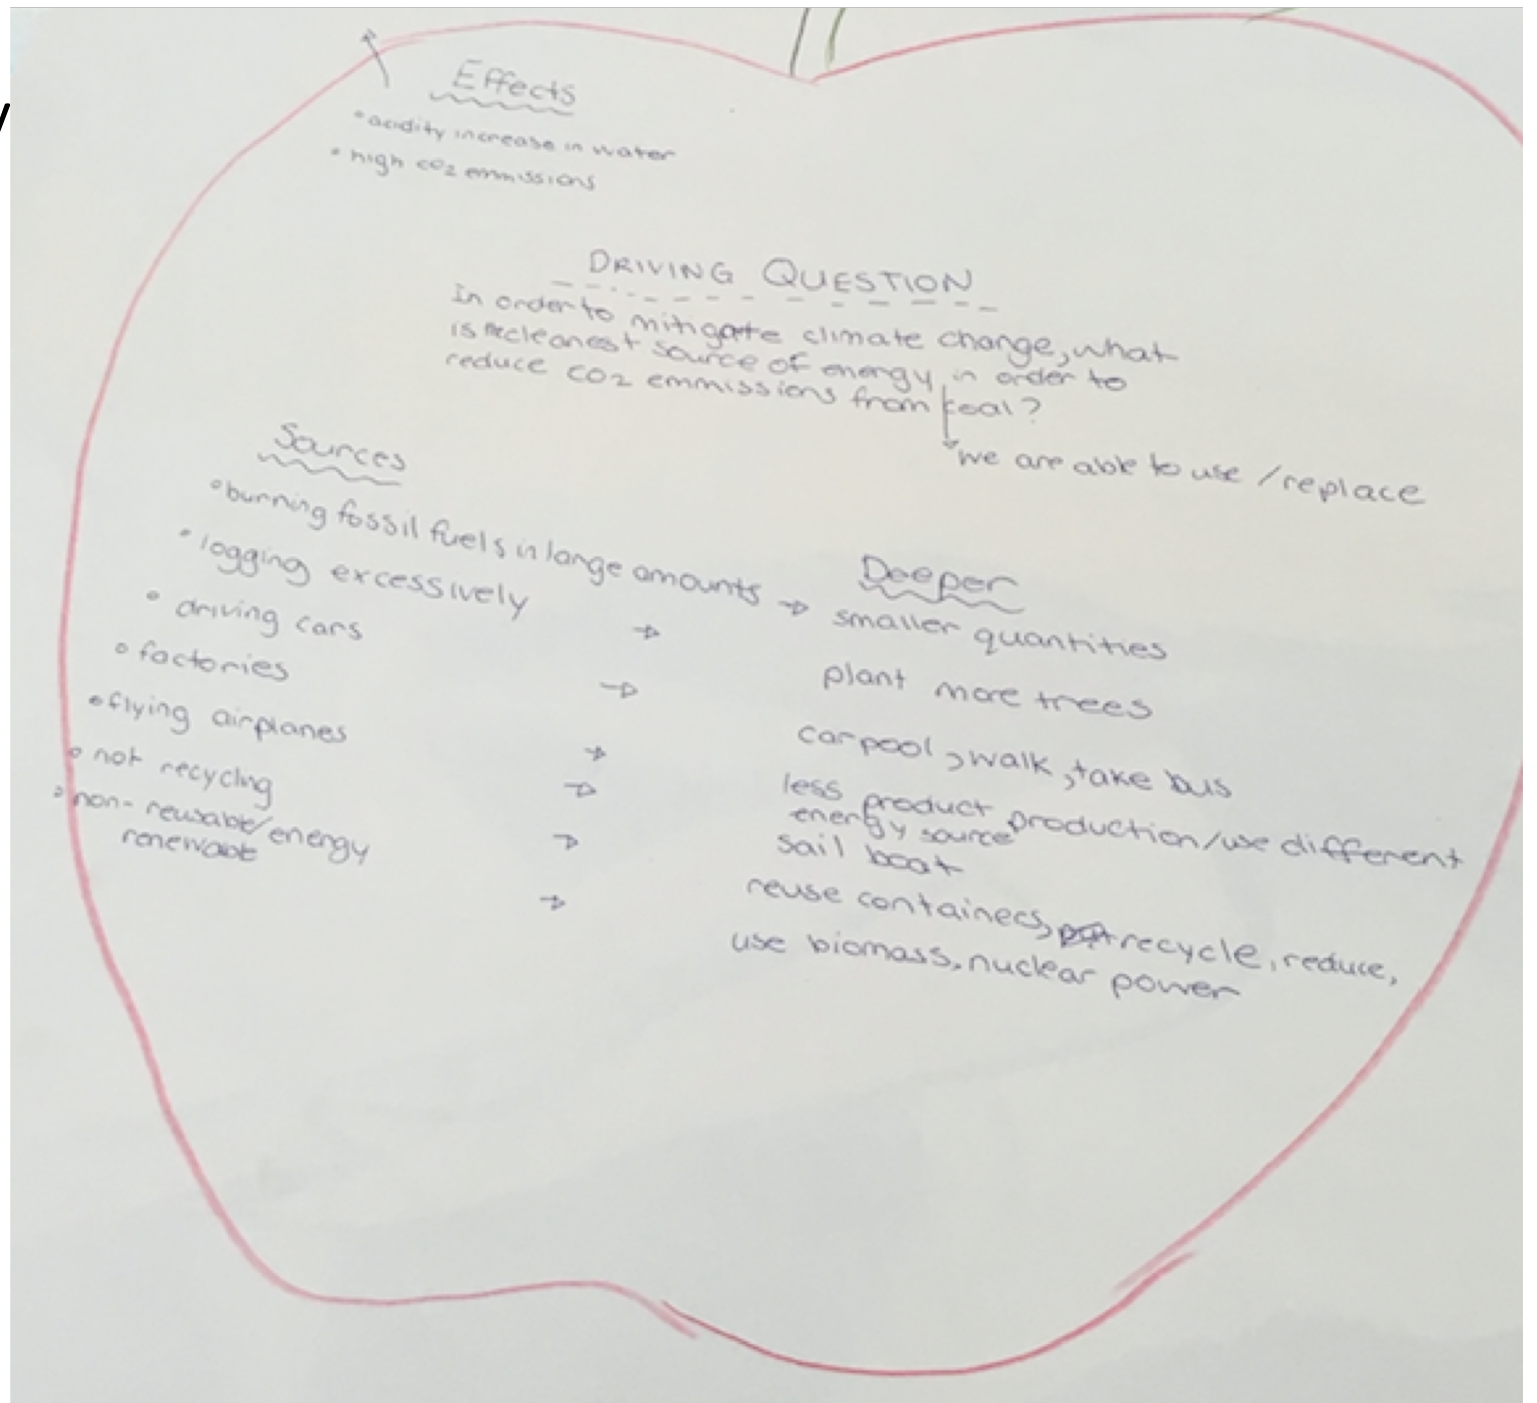 Effects
• acidity increase in water
• high CO2 emmissions
DRIVING QUESTION
In order to mitigate climate change, what
is the cleanest source of energy in order to
reduce CO2 emmissions from coal?
we are able to use/replace
Sources
• burning fossil fuels in large amounts →
• logging excessively →
• driving cars →
• factories →
• flying airplanes →
• not recycling →
• non-reusable/energy →
renewable
Deeper
smaller quantities
plant more trees
carpool, walk, take bus
less product production/use different
energy source
sail boat
reuse containers, recycle, reduce,
use biomass, nuclear power